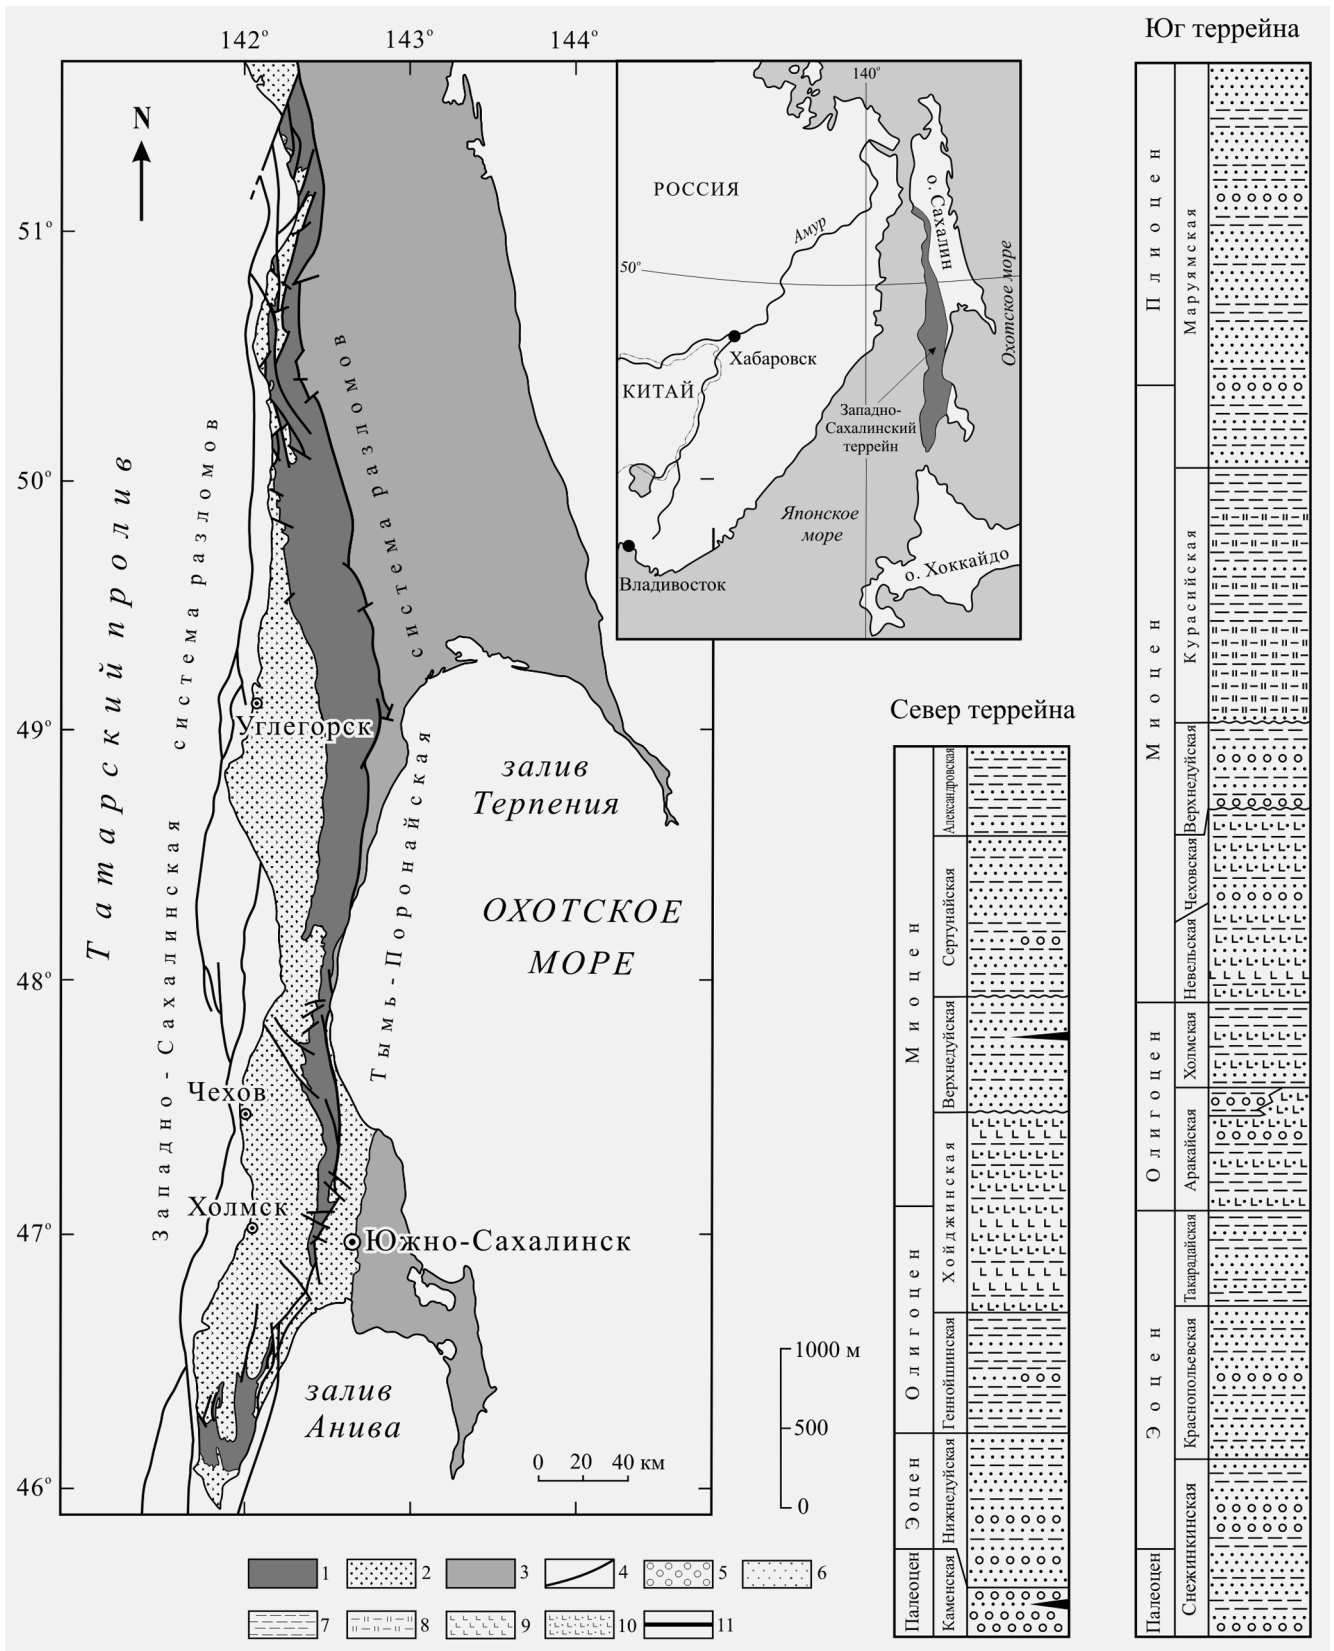 142°
143°
144°
N
51°
50°
49°
48°
47°
46°
Татарский пролив
Западно-Сахалинская система разломов
Тымь-Поронайская система разломов
Углегорск
Чехов
Холмск
Южно-Сахалинск
залив
Терпения
ОХОТСКОЕ
МОРЕ
залив
Анива
0 20 40 км
140°
50°
РОССИЯ
Амур
о. Сахалин
Охотское море
Хабаровск
КИТАЙ
Западно-
Сахалинский
террейн
Японское
море
Владивосток
о. Хоккайдо
1000 м
500
0
Север террейна
Миоцен
Олигоцен
Эоцен
Палеоцен
Александровская
Сертунайская
Верхнедуйская
Хойджинская
Геннойшинская
Нижнедуйская
Каменская
Юг террейна
Плиоцен
Миоцен
Олигоцен
Эоцен
Палеоцен
Маруямская
Курасийская
Верхнедуйская
Чеховская
Невельская
Холмская
Аракайская
Такарадайская
Краснопольевская
Снежинкинская
1 2 3 4 5 6
7 8 9 10 11